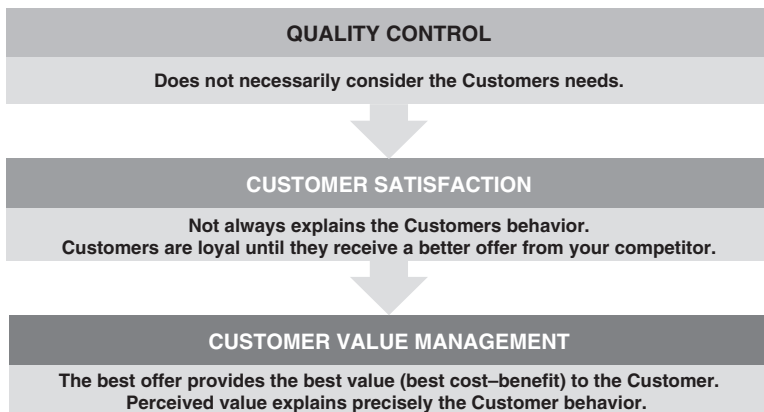 QUALITY CONTROL
Does not necessarily consider the Customers needs.
CUSTOMER SATISFACTION
Not always explains the Customers behavior.
Customers are loyal until they receive a better offer from your competitor.
CUSTOMER VALUE MANAGEMENT
The best offer provides the best value (best cost–benefit) to the Customer.
Perceived value explains precisely the Customer behavior.